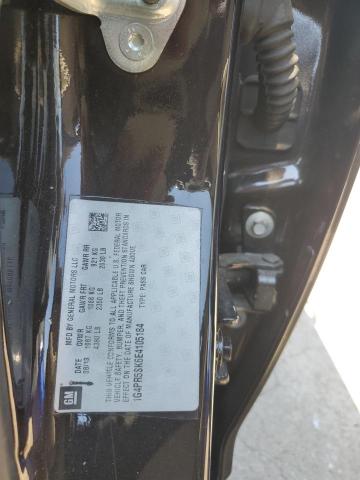 GM
MFD BY GENERAL MOTORS LLC
08/13 GVWR GAWR FRT GAWR RR
1987 KG 1066 KG 921 KG
4380 LB 2350 LB 2030 LB
THIS VEHICLE CONFORMS TO ALL APPLICABLE U.S. FEDERAL MOTOR
VEHICLE SAFETY, BUMPER, AND THEFT PREVENTION STANDARDS IN
EFFECT ON THE DATE OF MANUFACTURE SHOWN ABOVE.
1G4PR5SK6E4105184 TYPE: PASS CAR